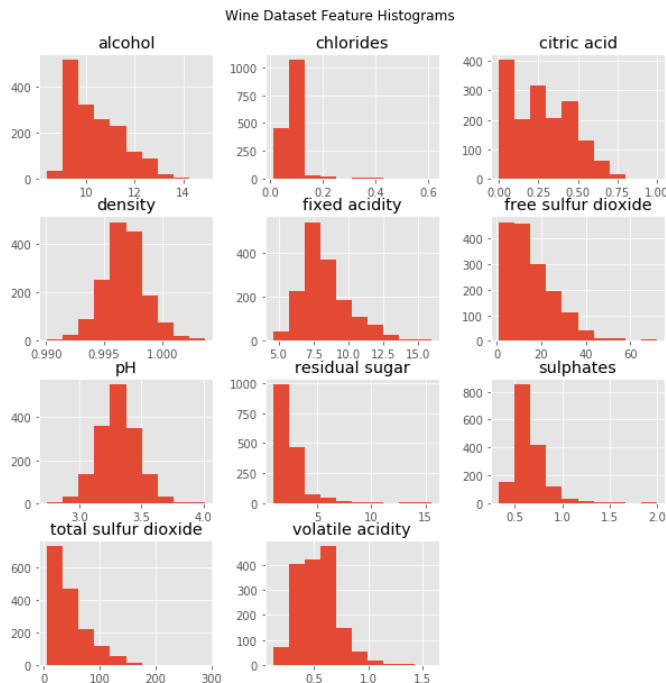 Wine Dataset Feature Histograms
alcohol chlorides citric acid
400
200
0
10 12 14
1000
750
500
250
0
0.0 0.2 0.4 0.6
400
300
200
100
0
0.00 0.25 0.50 0.75 1.00
density fixed acidity free sulfur dioxide
400
200
0
0.990 0.995 1.000
400
200
0
5.0 7.5 10.0 12.5 15.0
400
300
200
100
0
0 20 40 60
pH residual sugar sulphates
400
200
0
3.0 3.5 4.0
1000
750
500
250
0
5 10 15
800
600
400
200
0
0.5 1.0 1.5 2.0
total sulfur dioxide volatile acidity
600
400
200
0
0 100 200 300
400
300
200
100
0
0.5 1.0 1.5